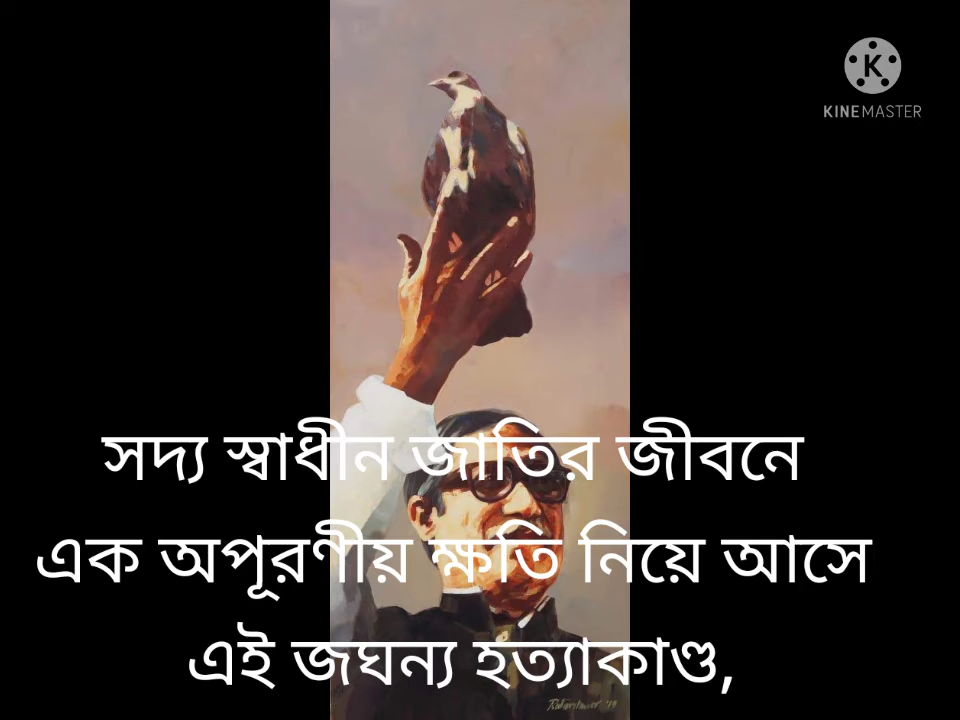 KINEMASTER
সদ্য স্বাধীন জাতির জীবনে
এক অপূরণীয় ক্ষতি নিয়ে আসে
এই জঘন্য হত্যাকাণ্ড,